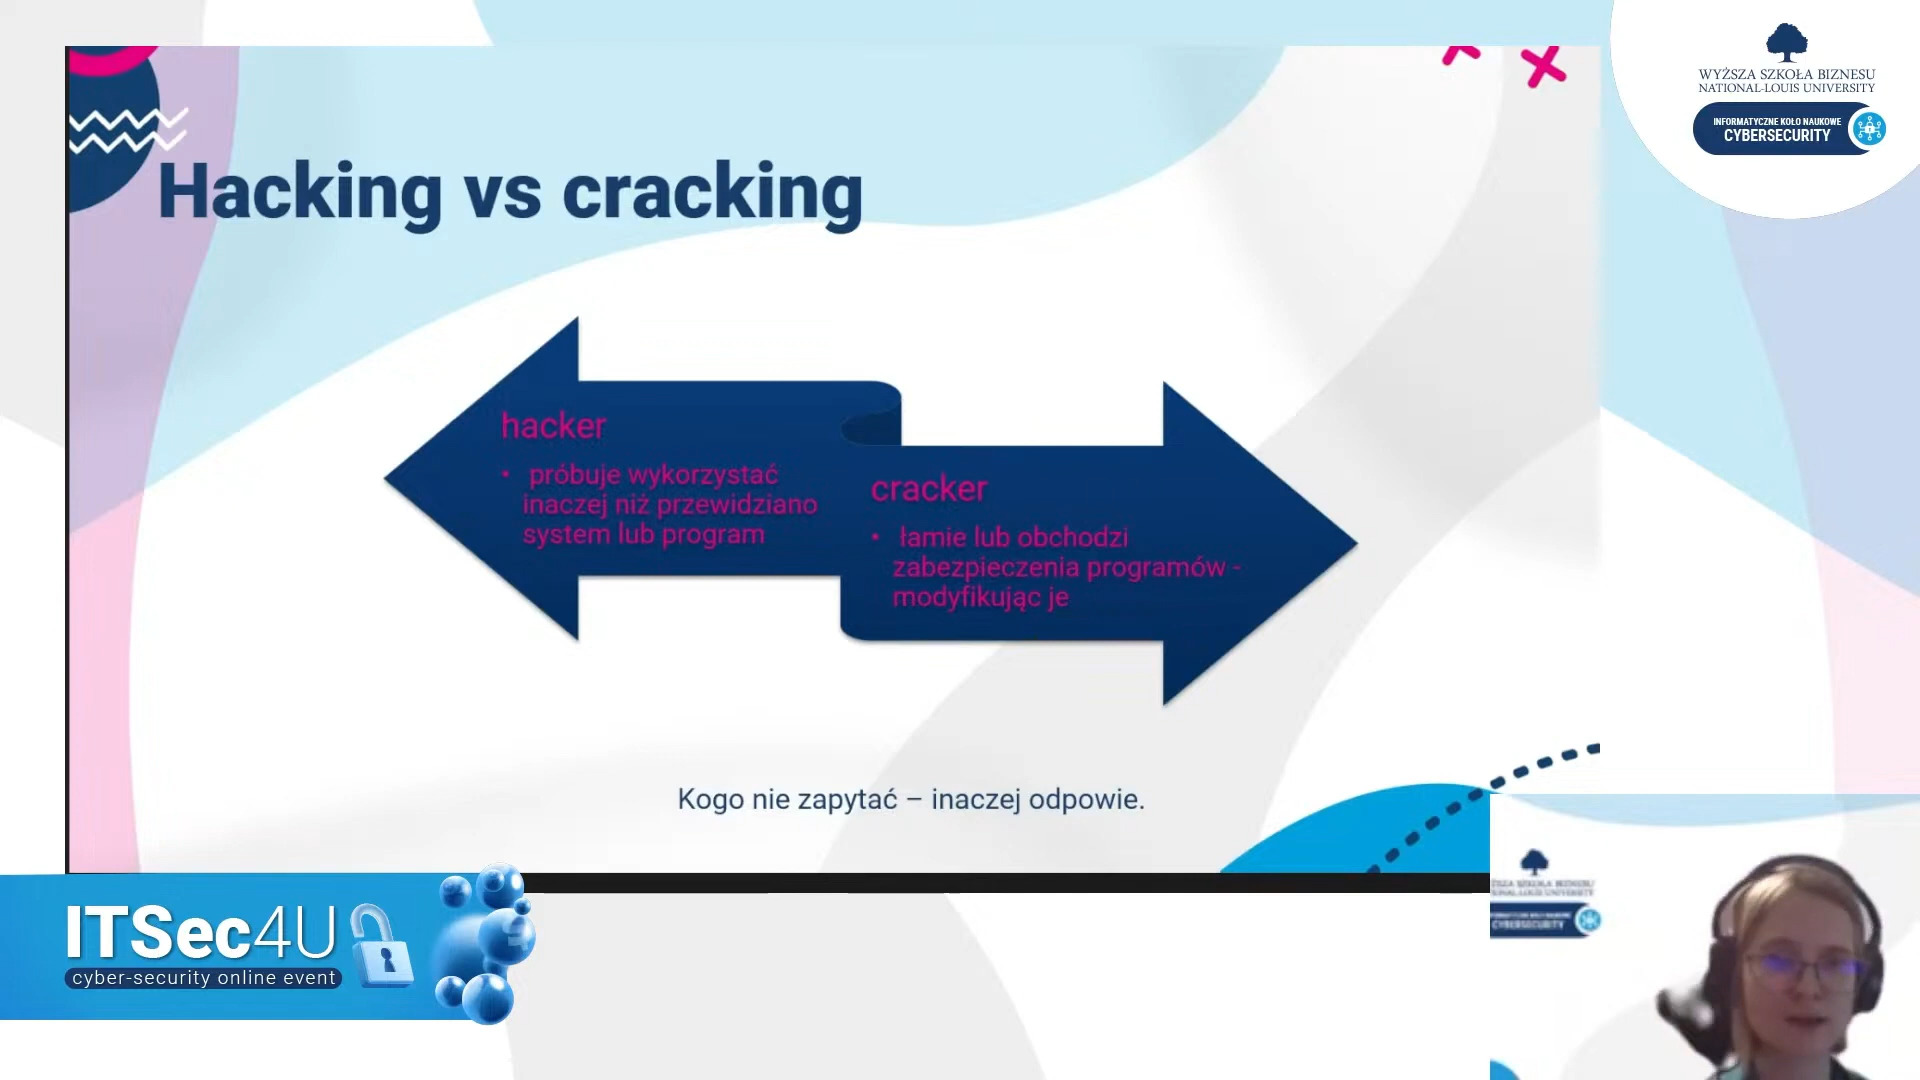 WYŻSZA SZKOŁA BIZNESU
NATIONAL-LOUIS UNIVERSITY
INFORMATYCZNE KOŁO NAUKOWE
CYBERSECURITY
Hacking vs cracking
hacker
• próbuje wykorzystać
inaczej niż przewidziano
system lub program
cracker
• łamie lub obchodzi
zabezpieczenia programów -
modyfikując je
Kogo nie zapytać – inaczej odpowie.
ITSec4U
cyber-security online event
CYBERSECURITY